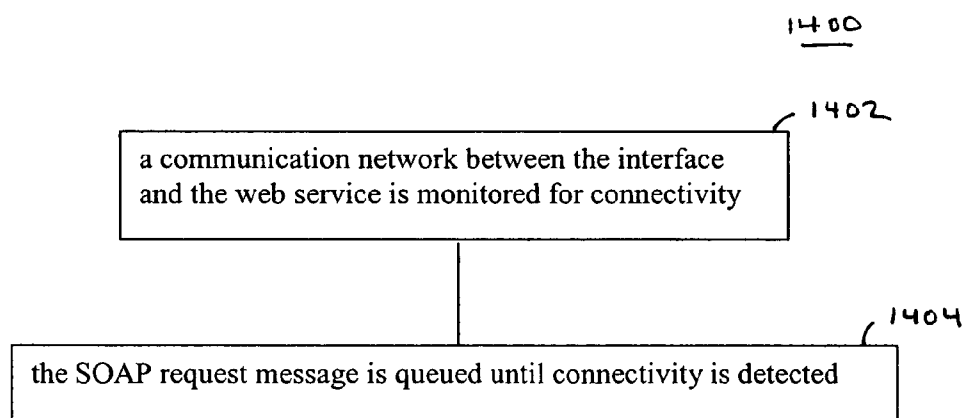 1400
1402
a communication network between the interface
and the web service is monitored for connectivity
1404
the SOAP request message is queued until connectivity is detected